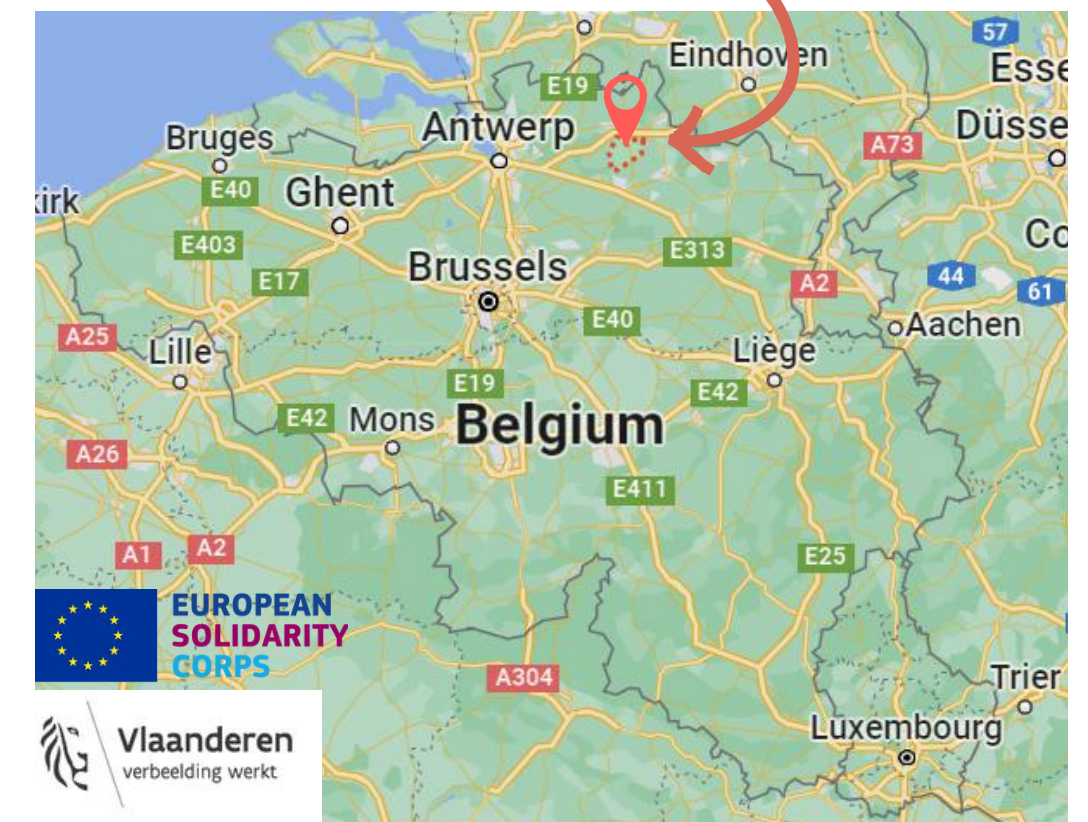 57
Eindhoven
Esse
E19
Antwerp
Düsse
Bruges
A73
E40
Ghent
kirk
E403
E313
Co
Brussels
E17
A2
44
61
E40
A25
Aachen
Lille
Liège
E19
E42
E42
Mons
Belgium
A26
E411
A1
A2
E25
EUROPEAN
SOLIDARITY
CORPS
A304
Trier
Luxembourg
Vlaanderen
verbeelding werkt